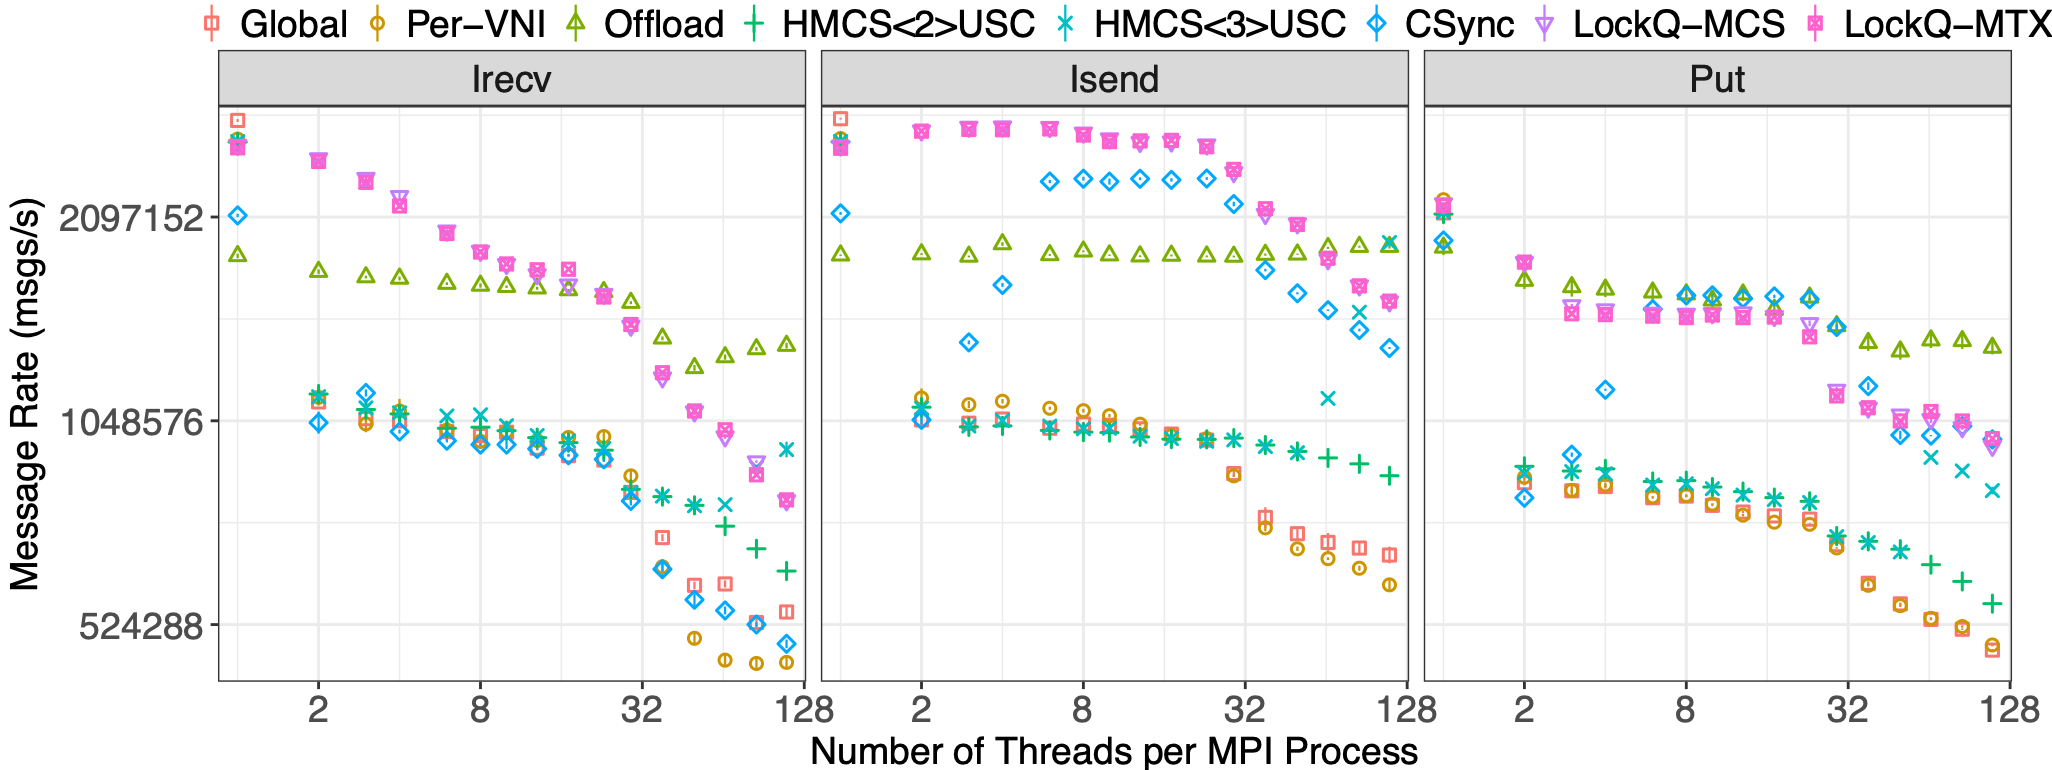 Global Per−VNI Offload HMCS<2>USC HMCS<3>USC CSync LockQ−MCS LockQ−MTX
Irecv Isend Put
Message Rate (msgs/s)
2097152
1048576
524288
2 8 32 128 2 8 32 128 2 8 32 128
Number of Threads per MPI Process